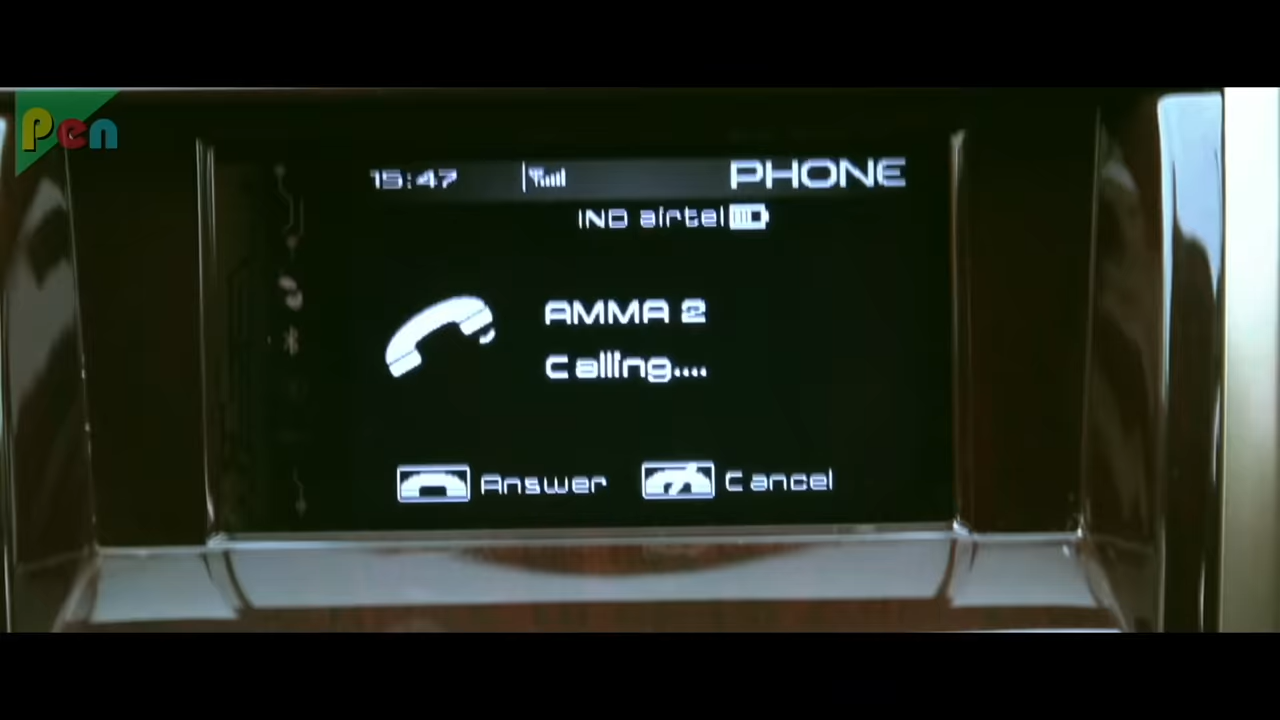 Pen
15:47 PHONE
IND airtel
AMMA 2
Calling....
Answer Cancel